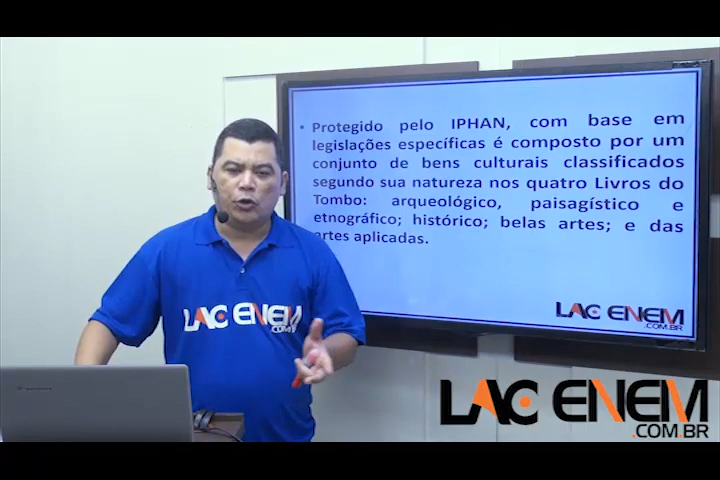 • Protegido pelo IPHAN, com base em
legislações específicas é composto por um
conjunto de bens culturais classificados
segundo sua natureza nos quatro Livros do
Tombo: arqueológico, paisagístico e
etnográfico; histórico; belas artes; e das
artes aplicadas.
LAC ENEM
.COM.BR
LAC ENEM
.COM.BR
LAC ENEM
.COM.BR